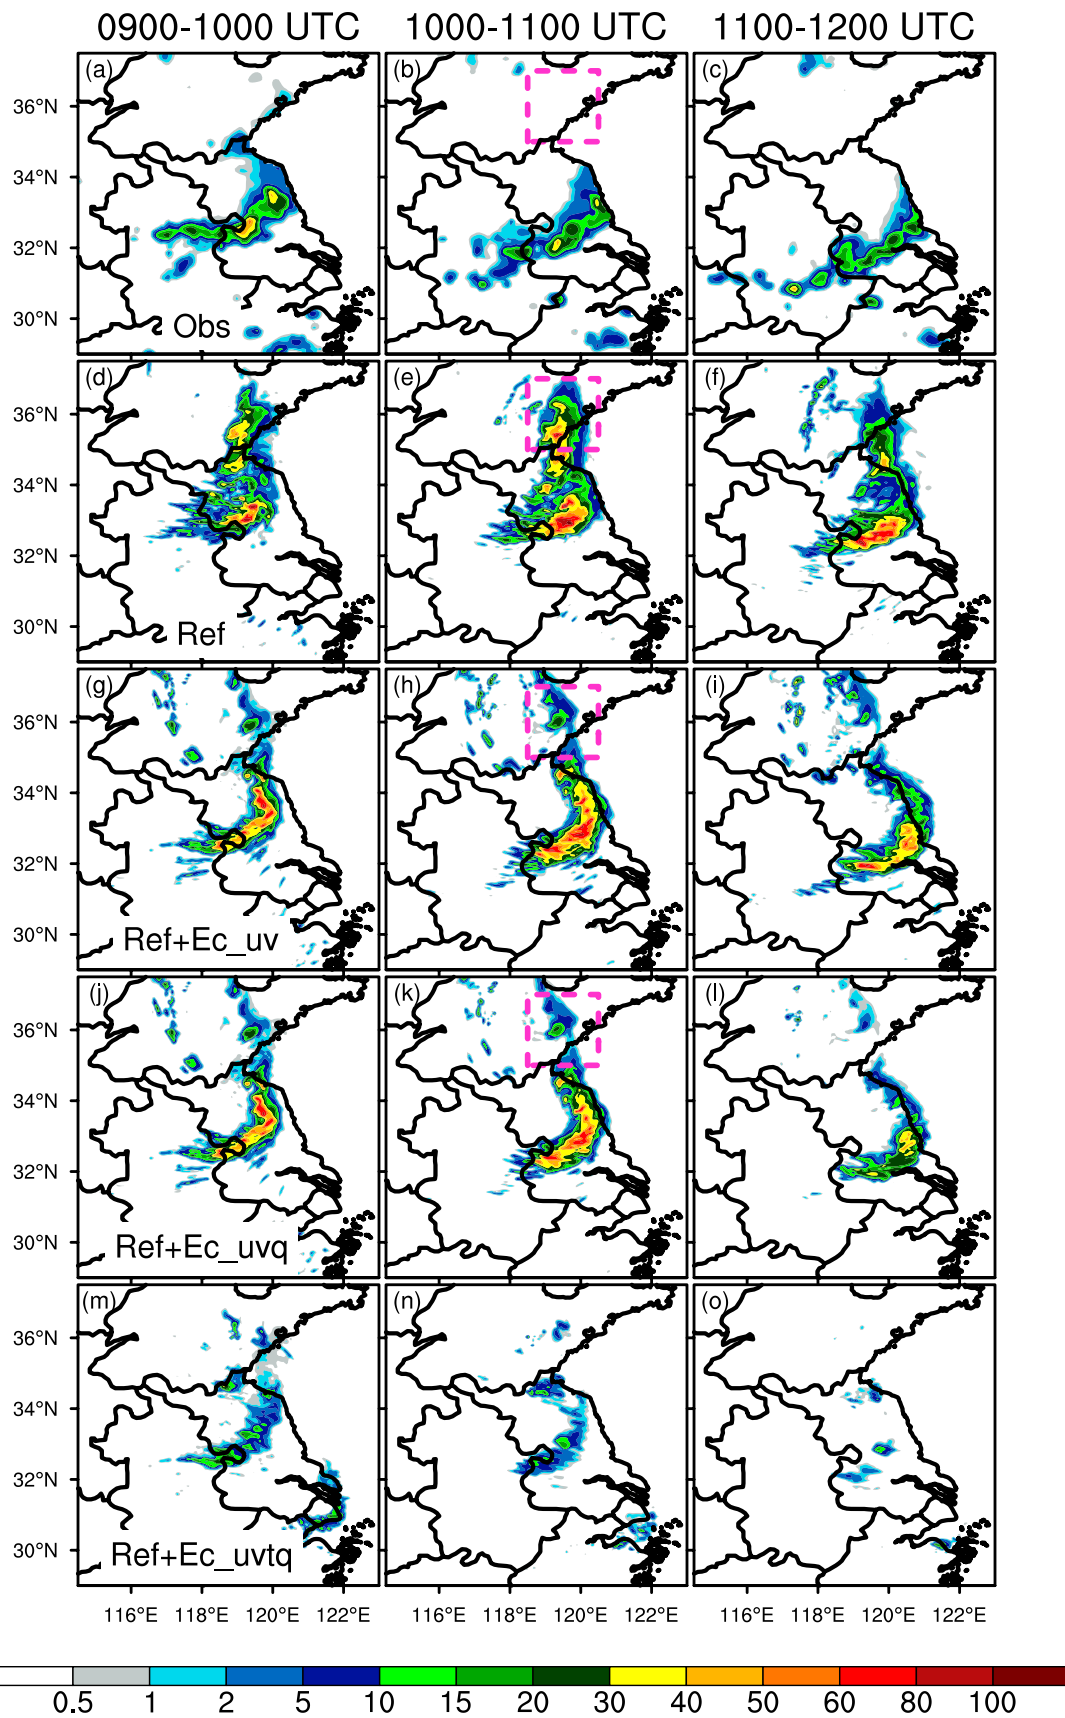 0900-1000 UTC 1000-1100 UTC 1100-1200 UTC
(a) (b) (c)
36°N
34°N
32°N
30°N
Obs
(d) (e) (f)
36°N
34°N
32°N
30°N
Ref
(g) (h) (i)
36°N
34°N
32°N
30°N
Ref+Ec_uv
(j) (k) (l)
36°N
34°N
32°N
30°N
Ref+Ec_uvq
(m) (n) (o)
36°N
34°N
32°N
30°N
Ref+Ec_uvtq
116°E 118°E 120°E 122°E 116°E 118°E 120°E 122°E 116°E 118°E 120°E 122°E
0.5 1 2 5 10 15 20 30 40 50 60 80 100